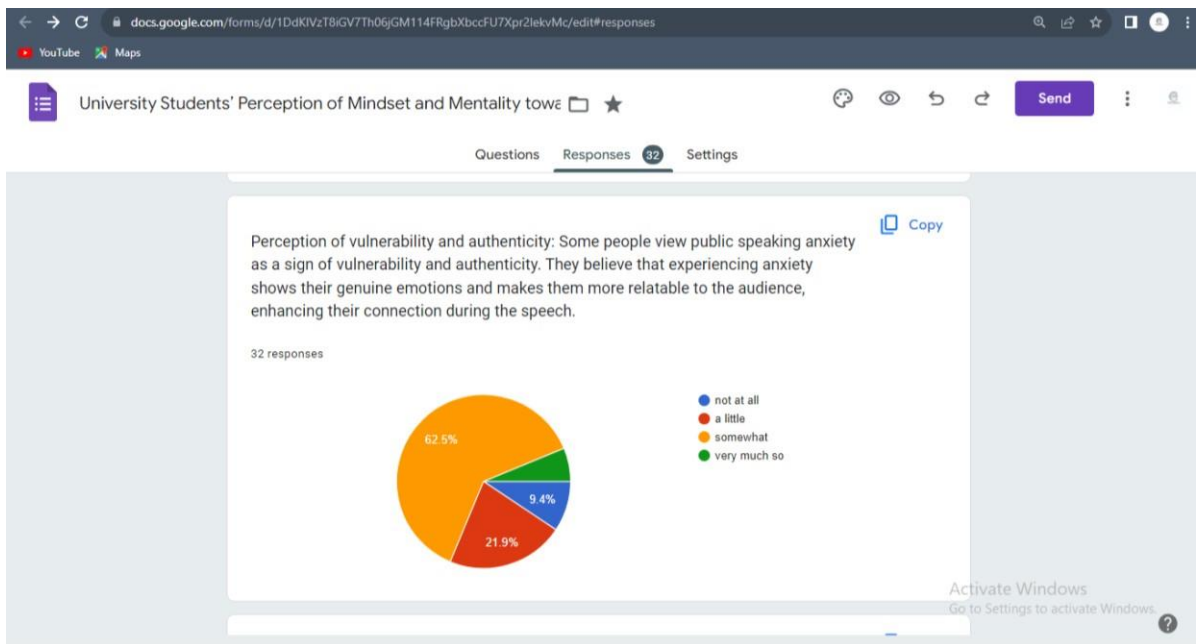 docs.google.com/forms/d/1DdKIVzT8iGV7Th06jGM114FRgbXbccFU7Xpr2lekvMc/edit#responses
YouTube Maps
University Students' Perception of Mindset and Mentality towa
Send
Questions Responses 32 Settings
Copy
Perception of vulnerability and authenticity: Some people view public speaking anxiety
as a sign of vulnerability and authenticity. They believe that experiencing anxiety
shows their genuine emotions and makes them more relatable to the audience,
enhancing their connection during the speech.
32 responses
not at all
a little
somewhat
very much so
62.5%
9.4%
21.9%
Activate Windows
Go to Settings to activate Windows.